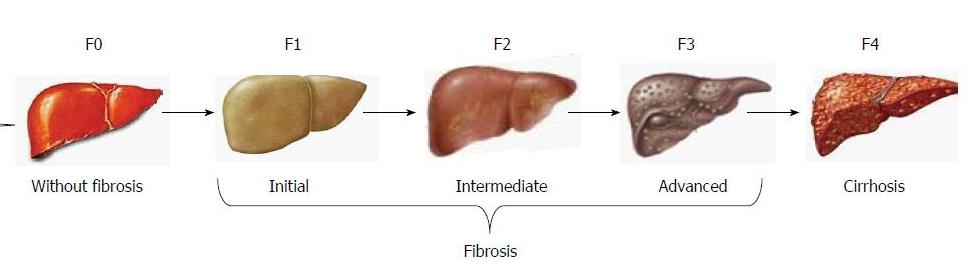 F0 F1 F2 F3 F4
Without fibrosis Initial Intermediate Advanced Cirrhosis
Fibrosis